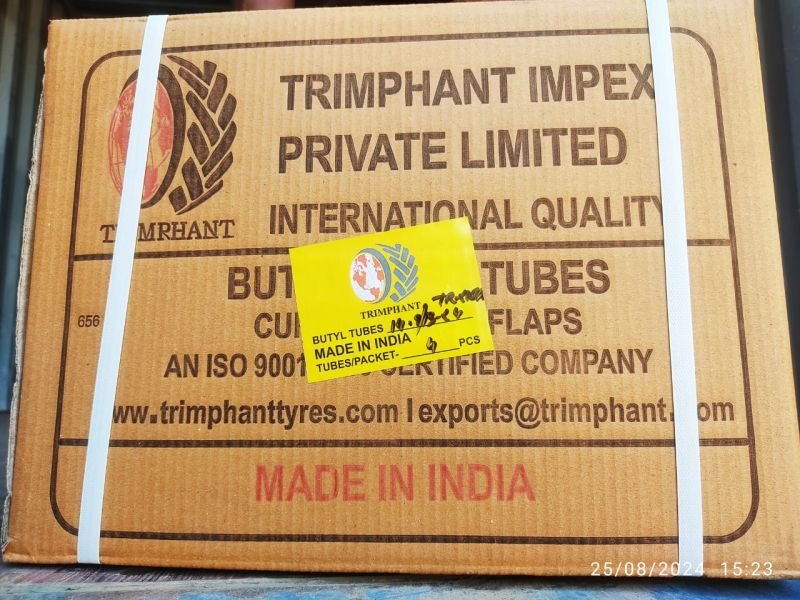 TRIMPHANT IMPEX
PRIVATE LIMITED
TRIMPHANT
INTERNATIONAL QUALITY
BUT TUBES
656
CU FLAPS
AN ISO 9001 CERTIFIED COMPANY
ww.trimphanttyres.com | exports@trimphant. om
MADE IN INDIA
TRIMPHANT
BUTYL TUBES
MADE IN INDIA
TUBES/PACKET- PCS
25/08/2024 15:23